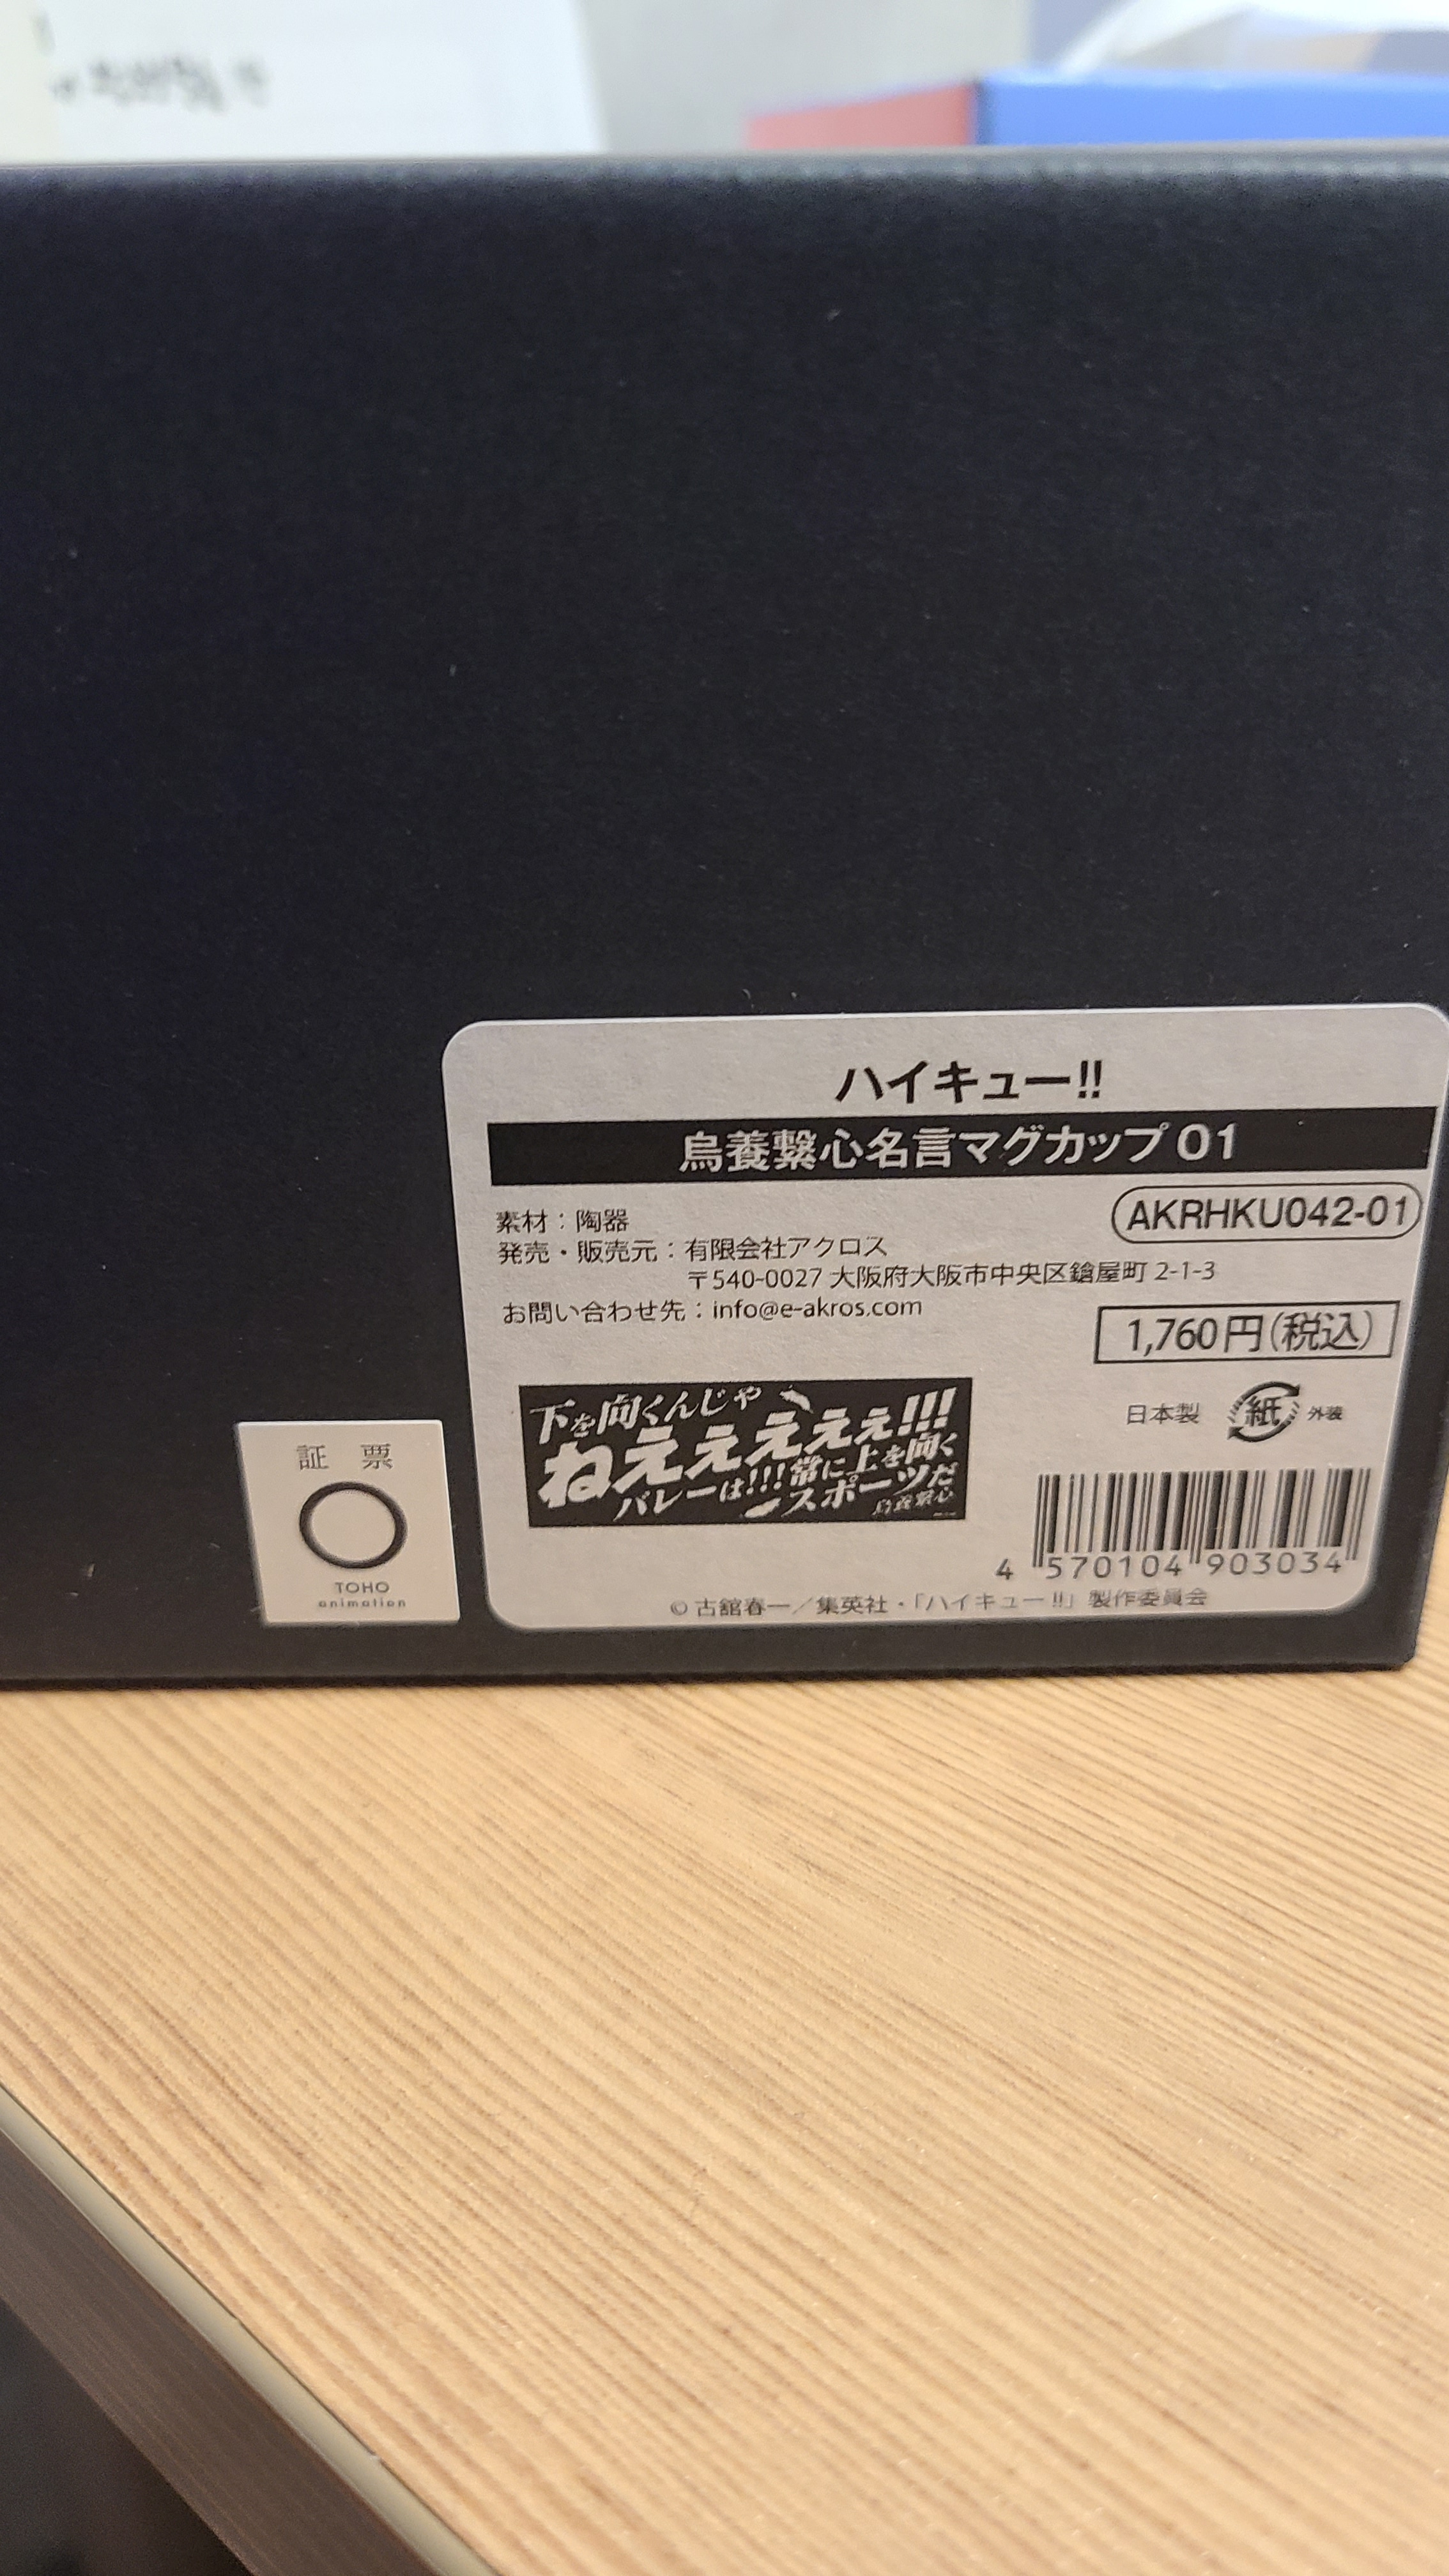 ハイキュー!!
烏養繋心名言マグカップ 01
AKRHKU042-01
素材：陶器
発売・販売元：有限会社アクロス
〒540-0027 大阪府大阪市中央区鎗屋町 2-1-3
お問い合わせ先：info@e-akros.com
1,760円(税込)
日本製 紙 外装
下を向くんじゃ
ねえぇえぇぇ!!!
バレーは!!!常に上を向く
スポーツだ
烏養繋心
4 570104 903034
© 古舘春一／集英社・「ハイキュー!!」製作委員会
証 票
TOHO
animation